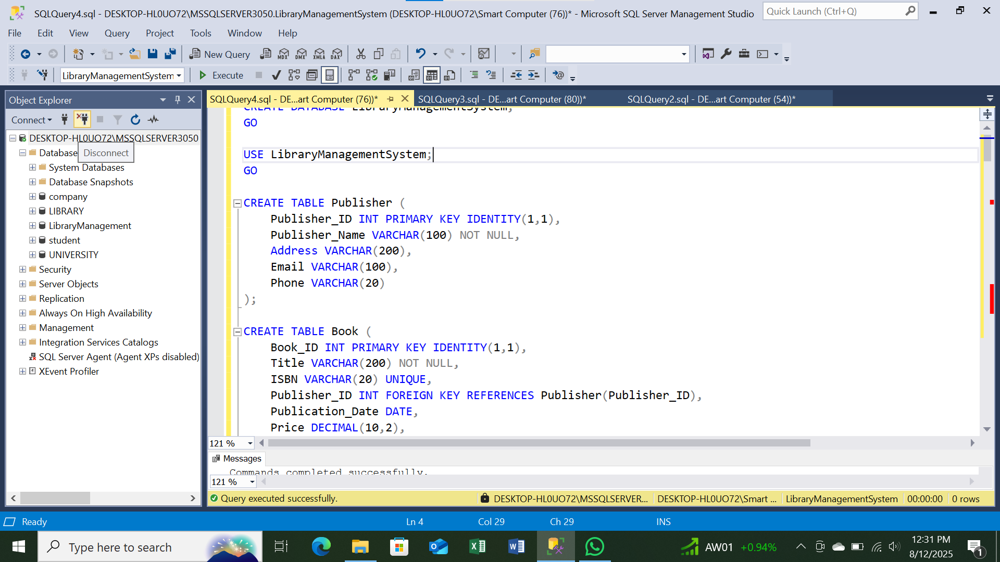 SQLQuery4.sql - DESKTOP-HL0UO72\MSSQLSERVER3050.LibraryManagementSystem (DESKTOP-HL0UO72\Smart Computer (76))* - Microsoft SQL Server Management Studio
Quick Launch (Ctrl+Q)
File Edit View Query Project Tools Window Help
New Query MDX DMX XMLA DAX
LibraryManagementSystem Execute
Object Explorer
SQLQuery4.sql - DE...art Computer (76))*
SQLQuery3.sql - DE...art Computer (80))*
SQLQuery2.sql - DE...art Computer (54))*
Connect
DESKTOP-HL0UO72\MSSQLSERVER3050
Database
Disconnect
System Databases
Database Snapshots
company
LIBRARY
LibraryManagement
student
UNIVERSITY
Security
Server Objects
Replication
Always On High Availability
Management
Integration Services Catalogs
SQL Server Agent (Agent XPs disabled)
XEvent Profiler
CREATE DATABASE LibraryManagementSystem;
GO
USE LibraryManagementSystem;
GO
CREATE TABLE Publisher (
Publisher_ID INT PRIMARY KEY IDENTITY(1,1),
Publisher_Name VARCHAR(100) NOT NULL,
Address VARCHAR(200),
Email VARCHAR(100),
Phone VARCHAR(20)
);
CREATE TABLE Book (
Book_ID INT PRIMARY KEY IDENTITY(1,1),
Title VARCHAR(200) NOT NULL,
ISBN VARCHAR(20) UNIQUE,
Publisher_ID INT FOREIGN KEY REFERENCES Publisher(Publisher_ID),
Publication_Date DATE,
Price DECIMAL(10,2),
121 %
Messages
Commands completed successfully.
121 %
Query executed successfully.
DESKTOP-HL0UO72\MSSQLSERVER...
DESKTOP-HL0UO72\Smart ...
LibraryManagementSystem
00:00:00
0 rows
Ready
Ln 4
Col 29
Ch 29
INS
Type here to search
AW01 +0.94%
12:31 PM
8/12/2025
1